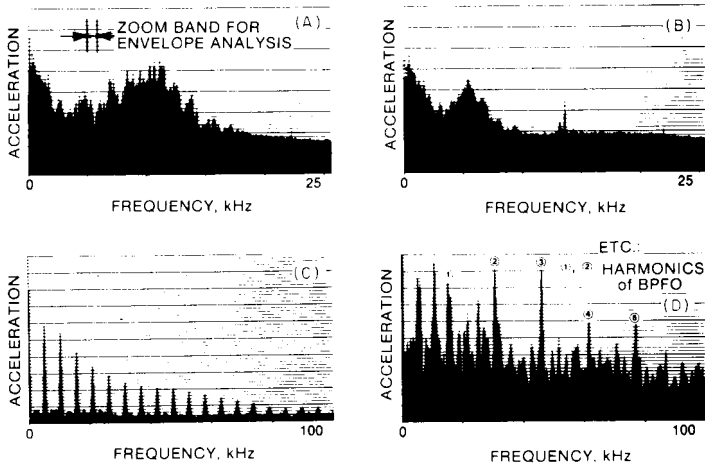 (A)
ZOOM BAND FOR
ENVELOPE ANALYSIS
ACCELERATION
0
25
FREQUENCY, kHz
(B)
ACCELERATION
0
25
FREQUENCY, kHz
(C)
ACCELERATION
0
100
FREQUENCY, kHz
ETC.:
(1), ② HARMONICS
of BPFO
(D)
1
②
③
④
⑤
ACCELERATION
0
100
FREQUENCY, kHz